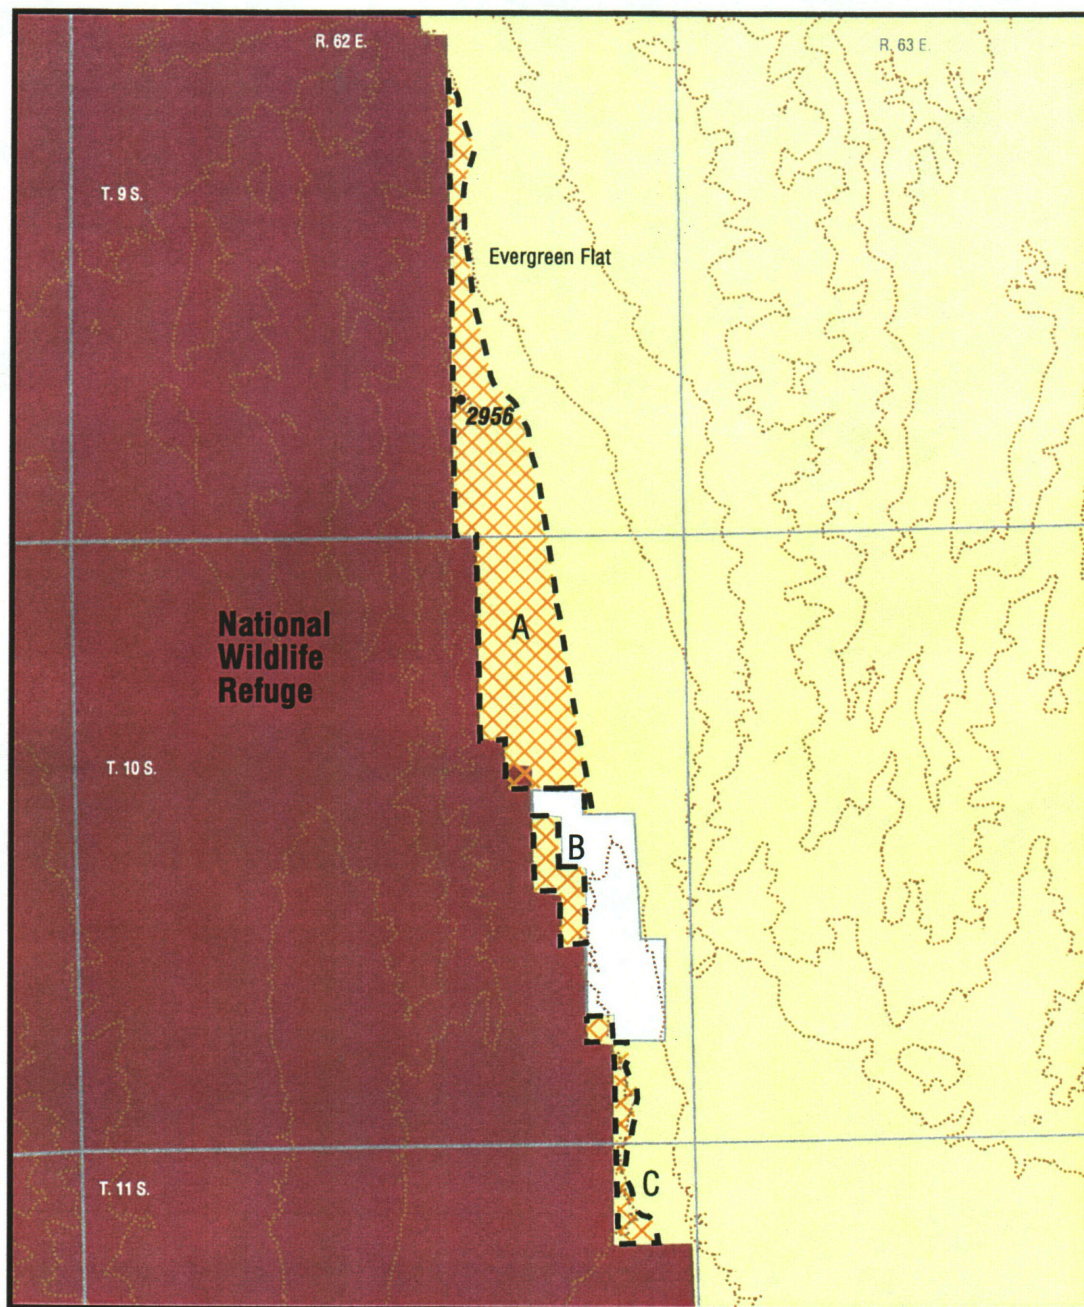 R. 62 E.
R. 63 E.
T. 9 S.
Evergreen Flat
2956
National
Wildlife
Refuge
A
T. 10 S.
B
T. 11 S.
C